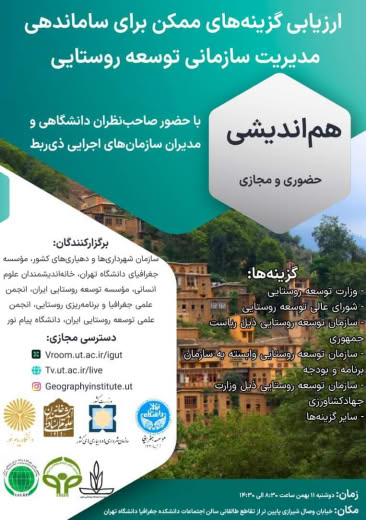 ارزیابی گزینه‌های ممکن برای ساماندهی
مدیریت سازمانی توسعه روستایی
با حضور صاحب‌نظران دانشگاهی و
مدیران سازمان‌های اجرایی ذی‌ربط
هم‌اندیشی
حضوری و مجازی
برگزارکنندگان:
سازمان شهرداری‌ها و دهیاری‌های کشور، مؤسسه
جغرافیای دانشگاه تهران، خانه‌اندیشمندان علوم
انسانی، مؤسسه توسعه روستایی ایران، انجمن
علمی جغرافیا و برنامه‌ریزی روستایی، انجمن
علمی توسعه روستایی ایران، دانشگاه پیام نور
دسترسی مجازی:
Vroom.ut.ac.ir/igut
Tv.ut.ac.ir/live
Geographyinstitute.ut
گزینه‌ها:
- وزارت توسعه روستایی
- شورای عالی توسعه روستایی
- سازمان توسعه روستایی ذیل ریاست
جمهوری
- سازمان توسعه روستایی وابسته به سازمان
برنامه و بودجه
- سازمان توسعه روستایی ذیل وزارت
جهادکشاورزی
- سایر گزینه‌ها
زمان: دوشنبه ۱۱ بهمن ساعت ۸:۳۰ الی ۱۴:۳۰
مکان: خیابان وصال شیرازی پایین تر از تقاطع طالقانی سالن اجتماعات دانشکده جغرافیا دانشگاه تهران